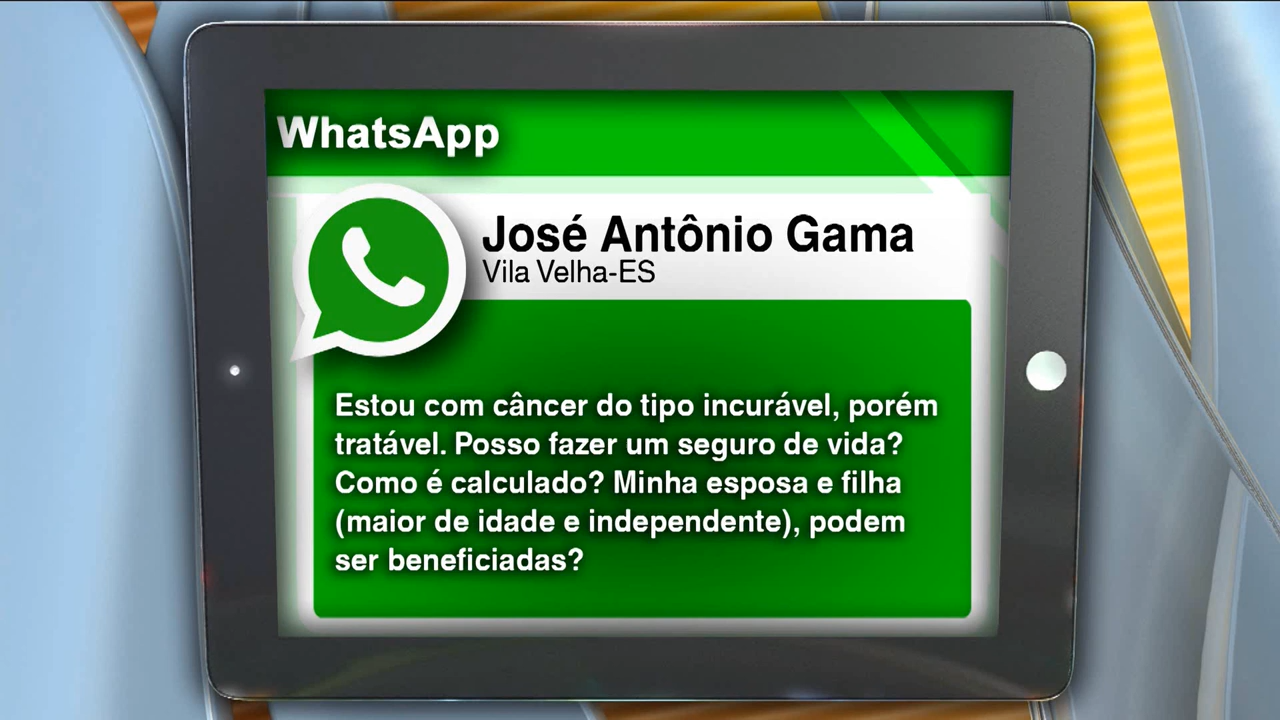 WhatsApp
José Antônio Gama
Vila Velha-ES
Estou com câncer do tipo incurável, porém
tratável. Posso fazer um seguro de vida?
Como é calculado? Minha esposa e filha
(maior de idade e independente), podem
ser beneficiadas?